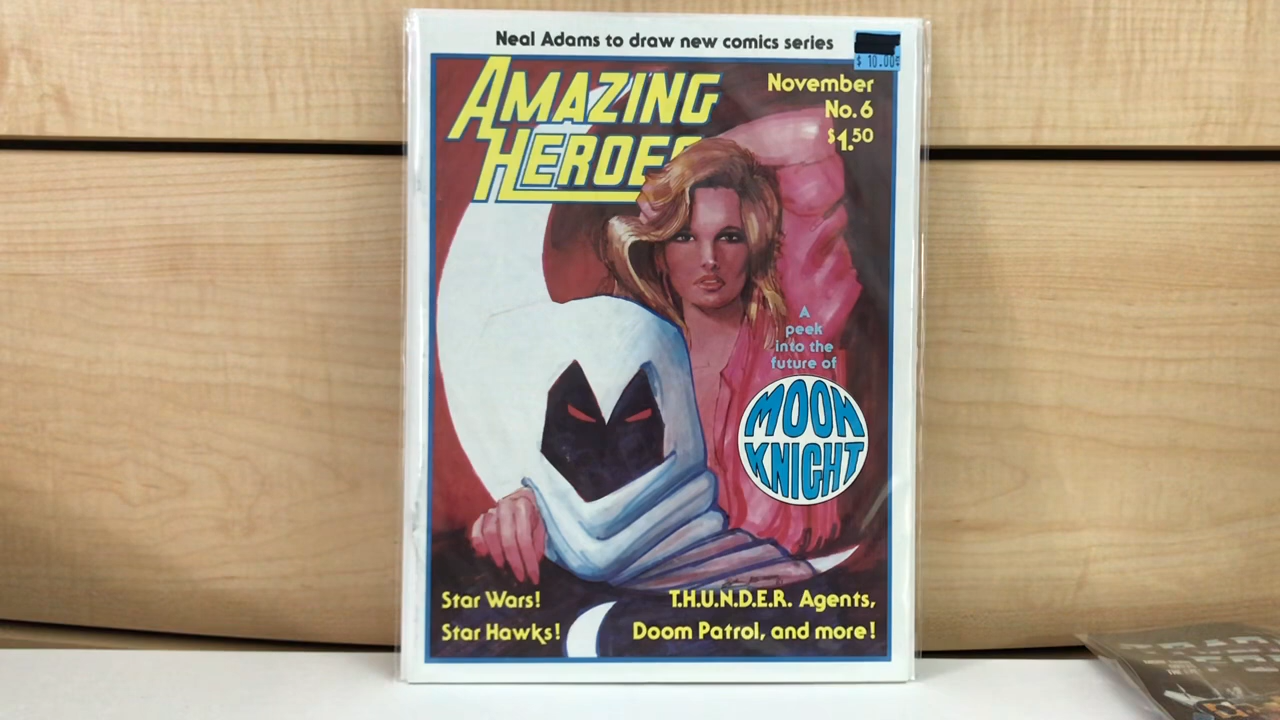 Neal Adams to draw new comics series
$ 10.00
AMAZING
HEROES
November
No.6
$1.50
A
peek
into the
future of
MOON
KNIGHT
Star Wars!
Star Hawks!
T.H.U.N.D.E.R. Agents,
Doom Patrol, and more!